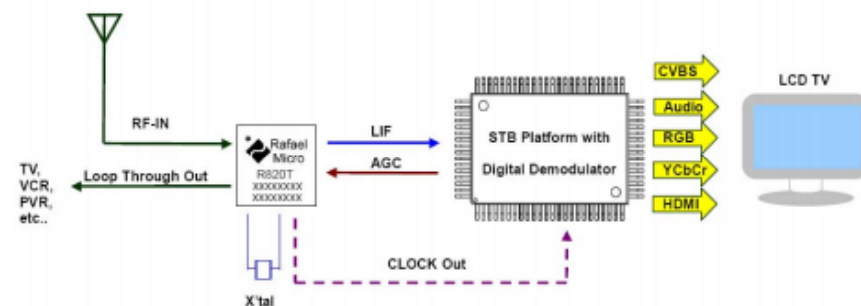 CVBS
LCD TV
RF-IN
Audio
Rafael
Micro
R820T
XXXXXXXX
XXXXXXXX
LIF
STB Platform with
Digital Demodulator
RGB
TV,
VCR,
PVR,
etc..
Loop Through Out
AGC
YCbCr
HDMI
CLOCK Out
X'tal